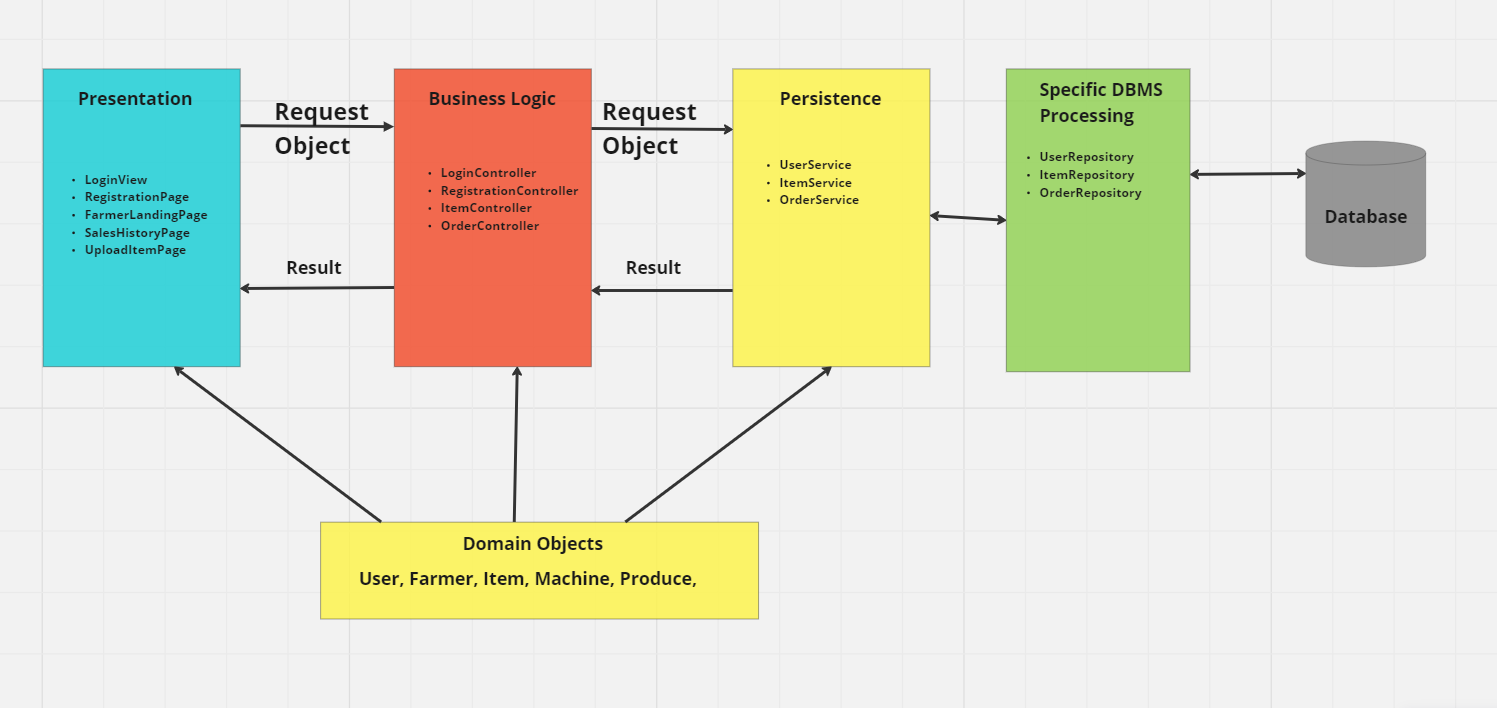 Presentation
• LoginView
• RegistrationPage
• FarmerLandingPage
• SalesHistoryPage
• UploadItemPage
Request
Object
Result
Business Logic
• LoginController
• RegistrationController
• ItemController
• OrderController
Request
Object
Result
Persistence
• UserService
• ItemService
• OrderService
Specific DBMS
Processing
• UserRepository
• ItemRepository
• OrderRepository
Database
Domain Objects
User, Farmer, Item, Machine, Produce,